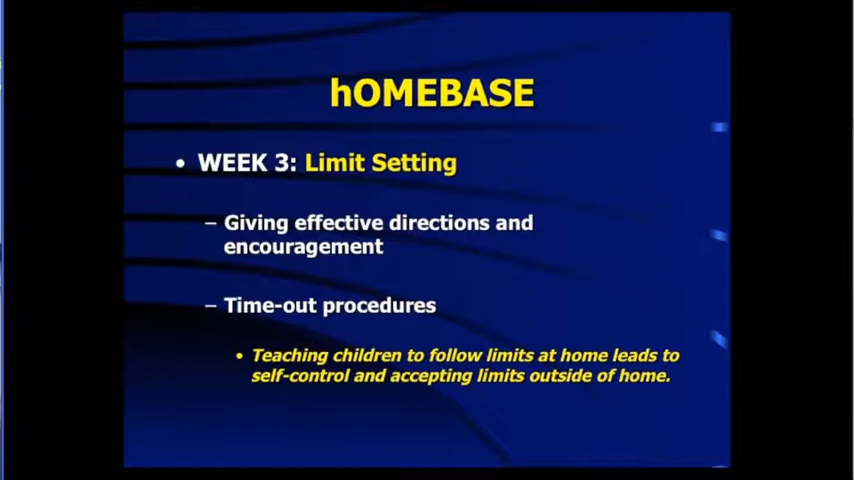 hOMEBASE
• WEEK 3: Limit Setting
– Giving effective directions and
encouragement
– Time-out procedures
• Teaching children to follow limits at home leads to
self-control and accepting limits outside of home.